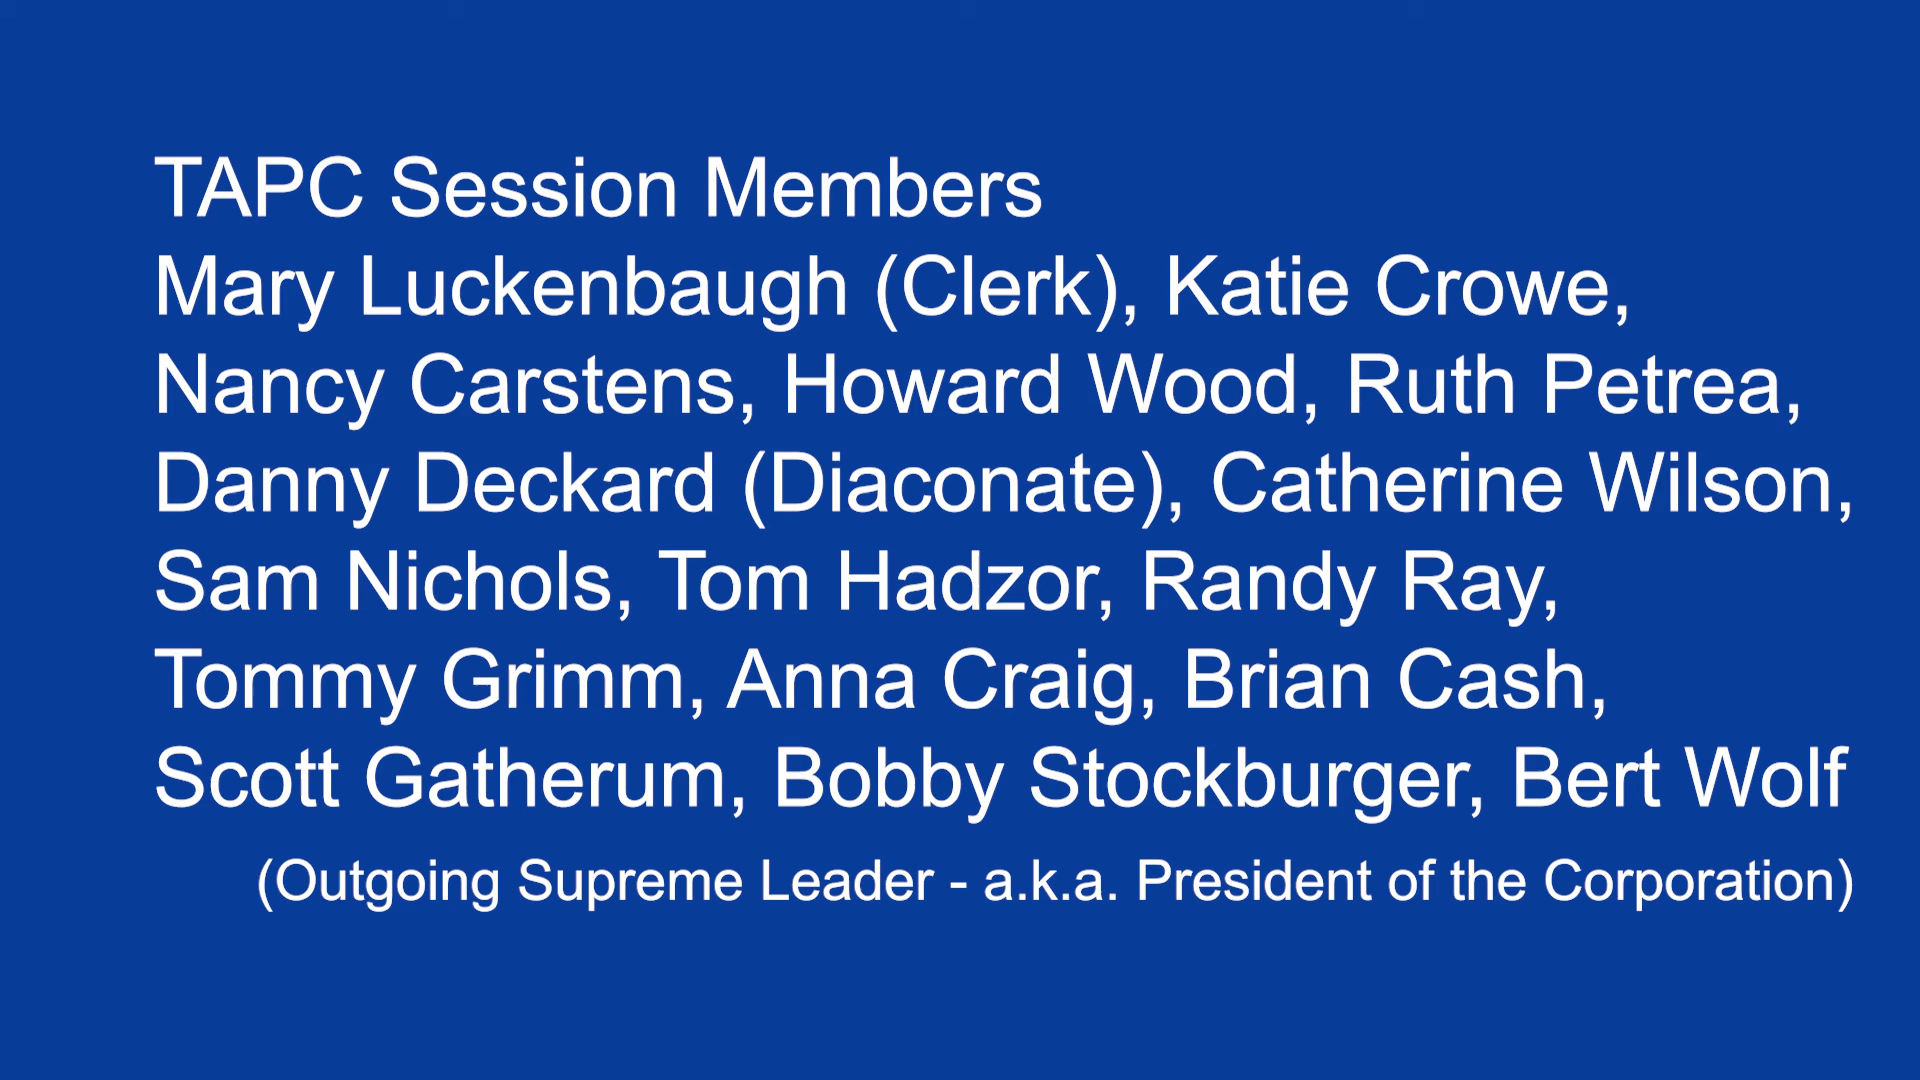 TAPC Session Members
Mary Luckenbaugh (Clerk), Katie Crowe,
Nancy Carstens, Howard Wood, Ruth Petrea,
Danny Deckard (Diaconate), Catherine Wilson,
Sam Nichols, Tom Hadzor, Randy Ray,
Tommy Grimm, Anna Craig, Brian Cash,
Scott Gatherum, Bobby Stockburger, Bert Wolf
(Outgoing Supreme Leader - a.k.a. President of the Corporation)